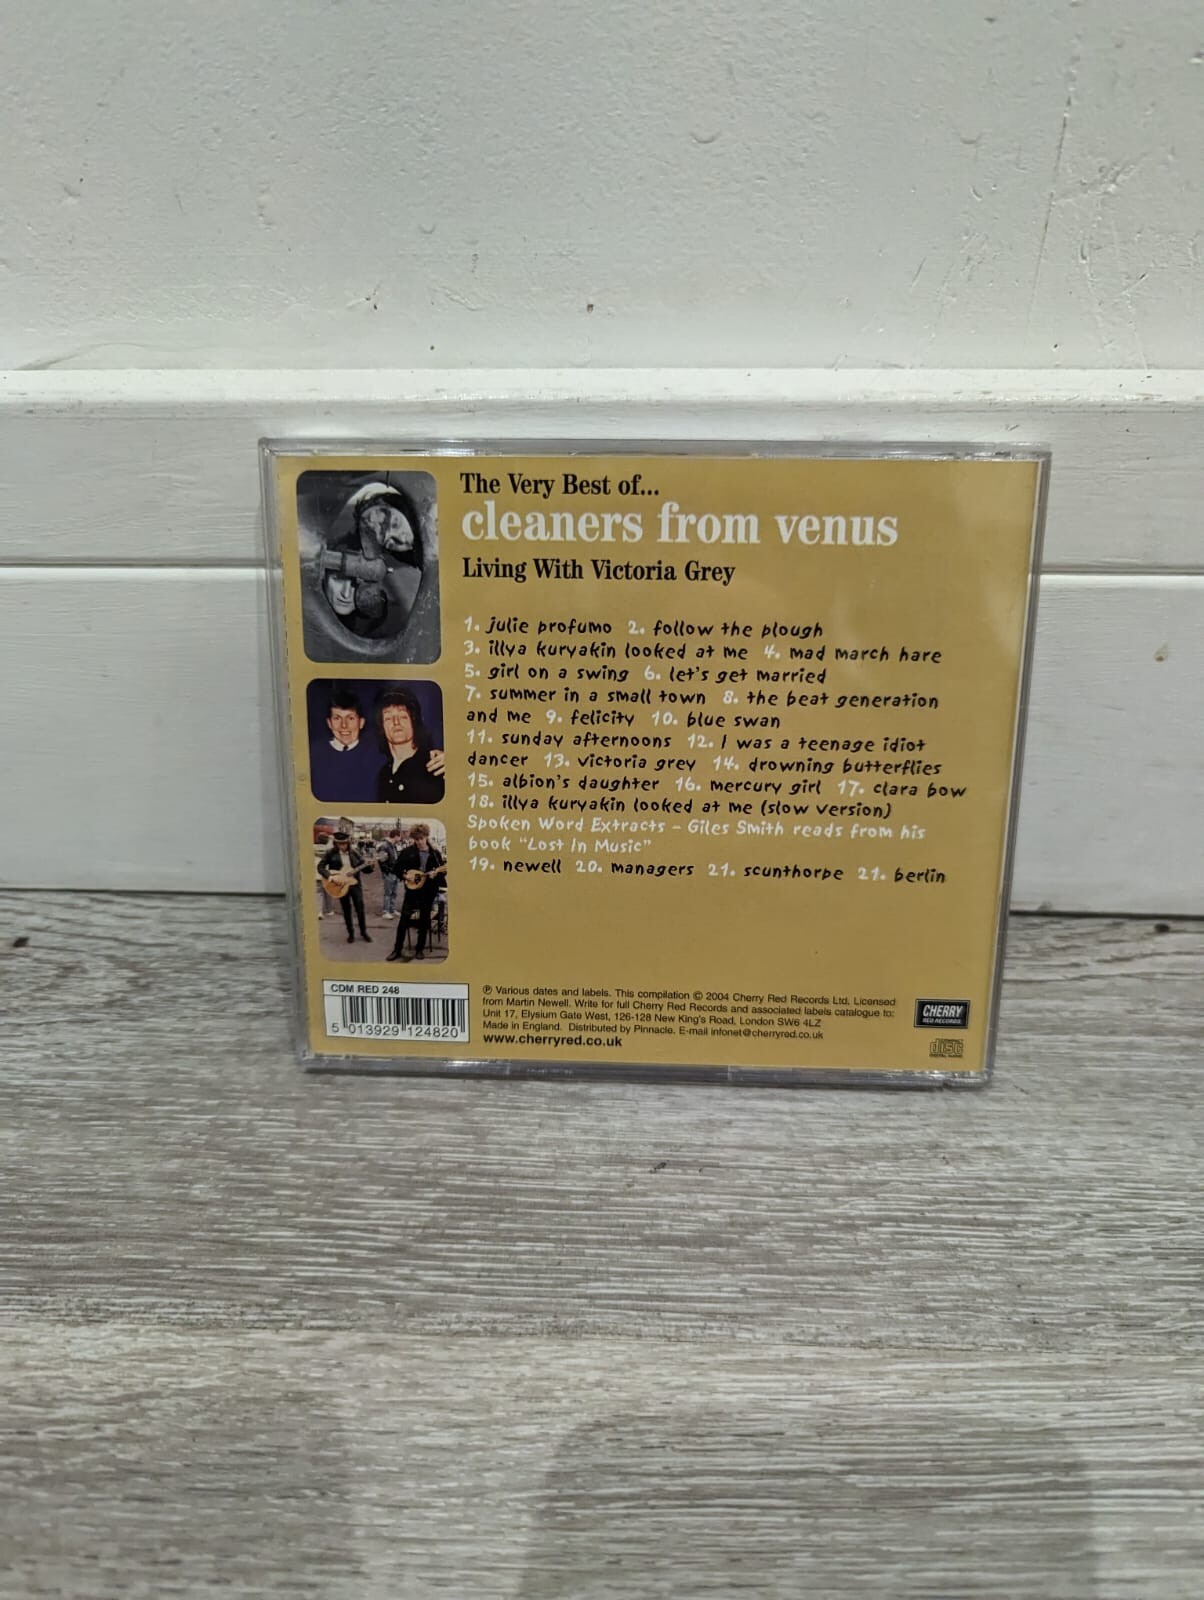 The Very Best of...
cleaners from venus
Living With Victoria Grey
1. julie profumo 2. follow the plough
3. illya kuryakin looked at me 4. mad march hare
5. girl on a swing 6. let's get married
7. summer in a small town 8. the beat generation
and me 9. felicity 10. blue swan
11. sunday afternoons 12. I was a teenage idiot
dancer 13. victoria grey 14. drowning butterflies
15. albion's daughter 16. mercury girl 17. clara bow
18. illya kuryakin looked at me (slow version)
Spoken Word Extracts - Giles Smith reads from his
book "Lost In Music"
19. newell 20. managers 21. scunthorpe 21. berlin
CDM RED 248
5 013929 124820
℗ Various dates and labels. This compilation © 2004 Cherry Red Records Ltd. Licensed
from Martin Newell. Write for full Cherry Red Records and associated labels catalogue to:
Unit 17, Elysium Gate West, 126-128 New King's Road, London SW6 4LZ
Made in England. Distributed by Pinnacle. E-mail infonet@cherryred.co.uk
www.cherryred.co.uk
CHERRY
RED RECORDS
disc
DIGITAL AUDIO